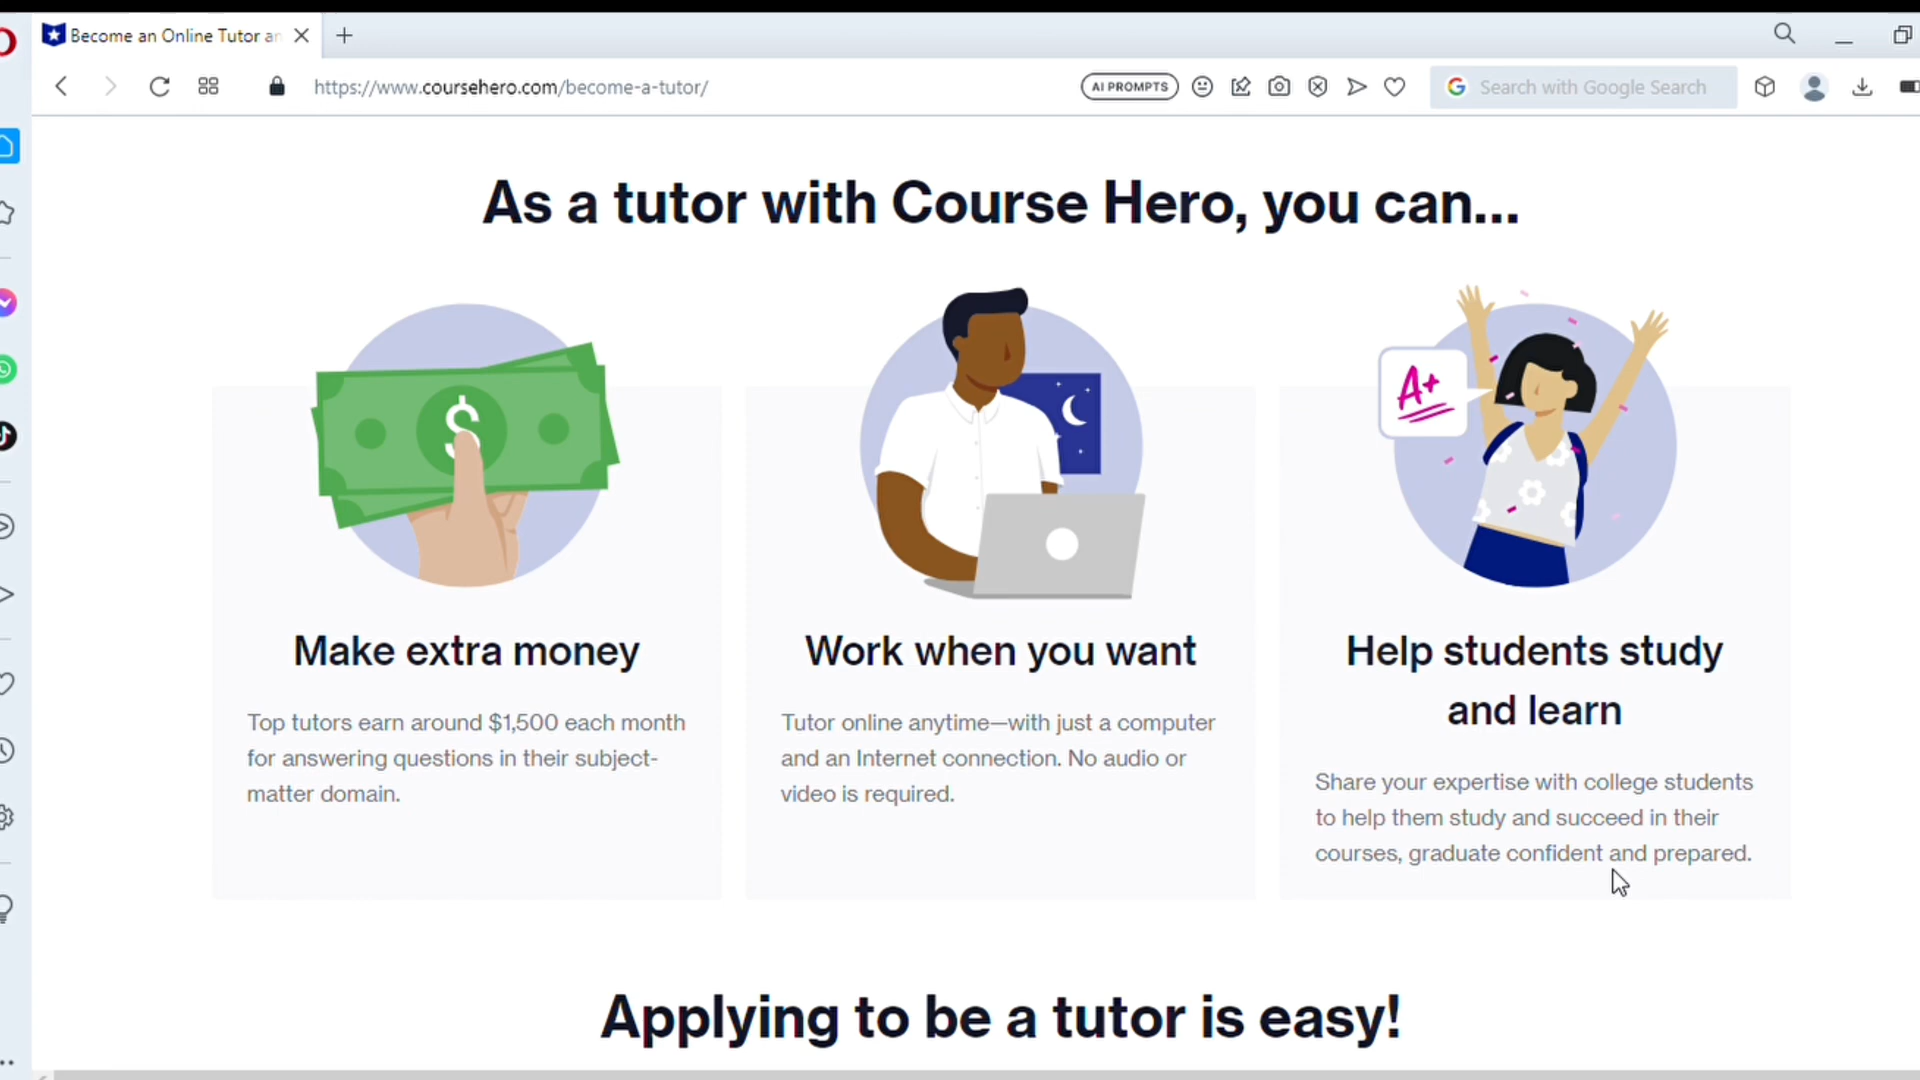 Become an Online Tutor an
https://www.coursehero.com/become-a-tutor/
AI PROMPTS
Search with Google Search
As a tutor with Course Hero, you can...
$
A+
Make extra money
Top tutors earn around $1,500 each month
for answering questions in their subject-
matter domain.
Work when you want
Tutor online anytime—with just a computer
and an Internet connection. No audio or
video is required.
Help students study
and learn
Share your expertise with college students
to help them study and succeed in their
courses, graduate confident and prepared.
Applying to be a tutor is easy!